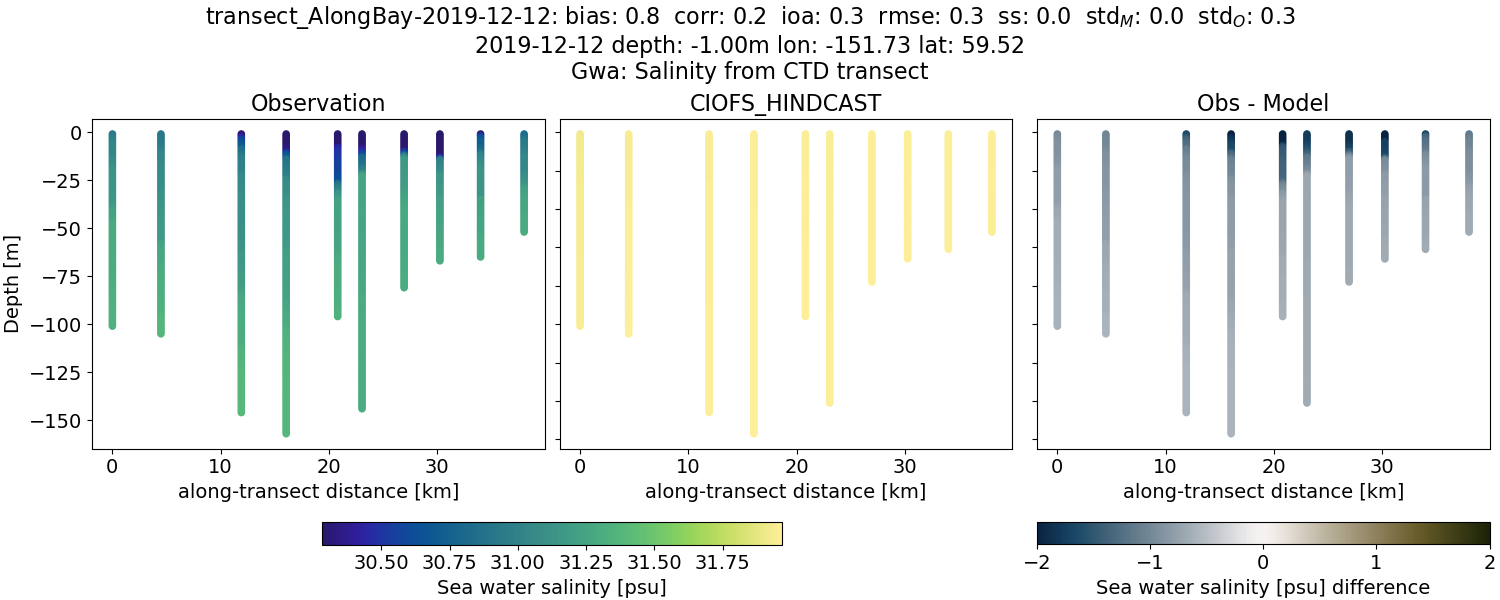 transect_AlongBay-2019-12-12: bias: 0.8 corr: 0.2 ioa: 0.3 rmse: 0.3 ss: 0.0 std_M: 0.0 std_O: 0.3
2019-12-12 depth: -1.00m lon: -151.73 lat: 59.52
Gwa: Salinity from CTD transect
Observation
CIOFS_HINDCAST
Obs - Model
0
−25
−50
−75
−100
−125
−150
Depth [m]
0 10 20 30
0 10 20 30
0 10 20 30
along-transect distance [km]
along-transect distance [km]
along-transect distance [km]
30.50 30.75 31.00 31.25 31.50 31.75
Sea water salinity [psu]
−2 −1 0 1 2
Sea water salinity [psu] difference